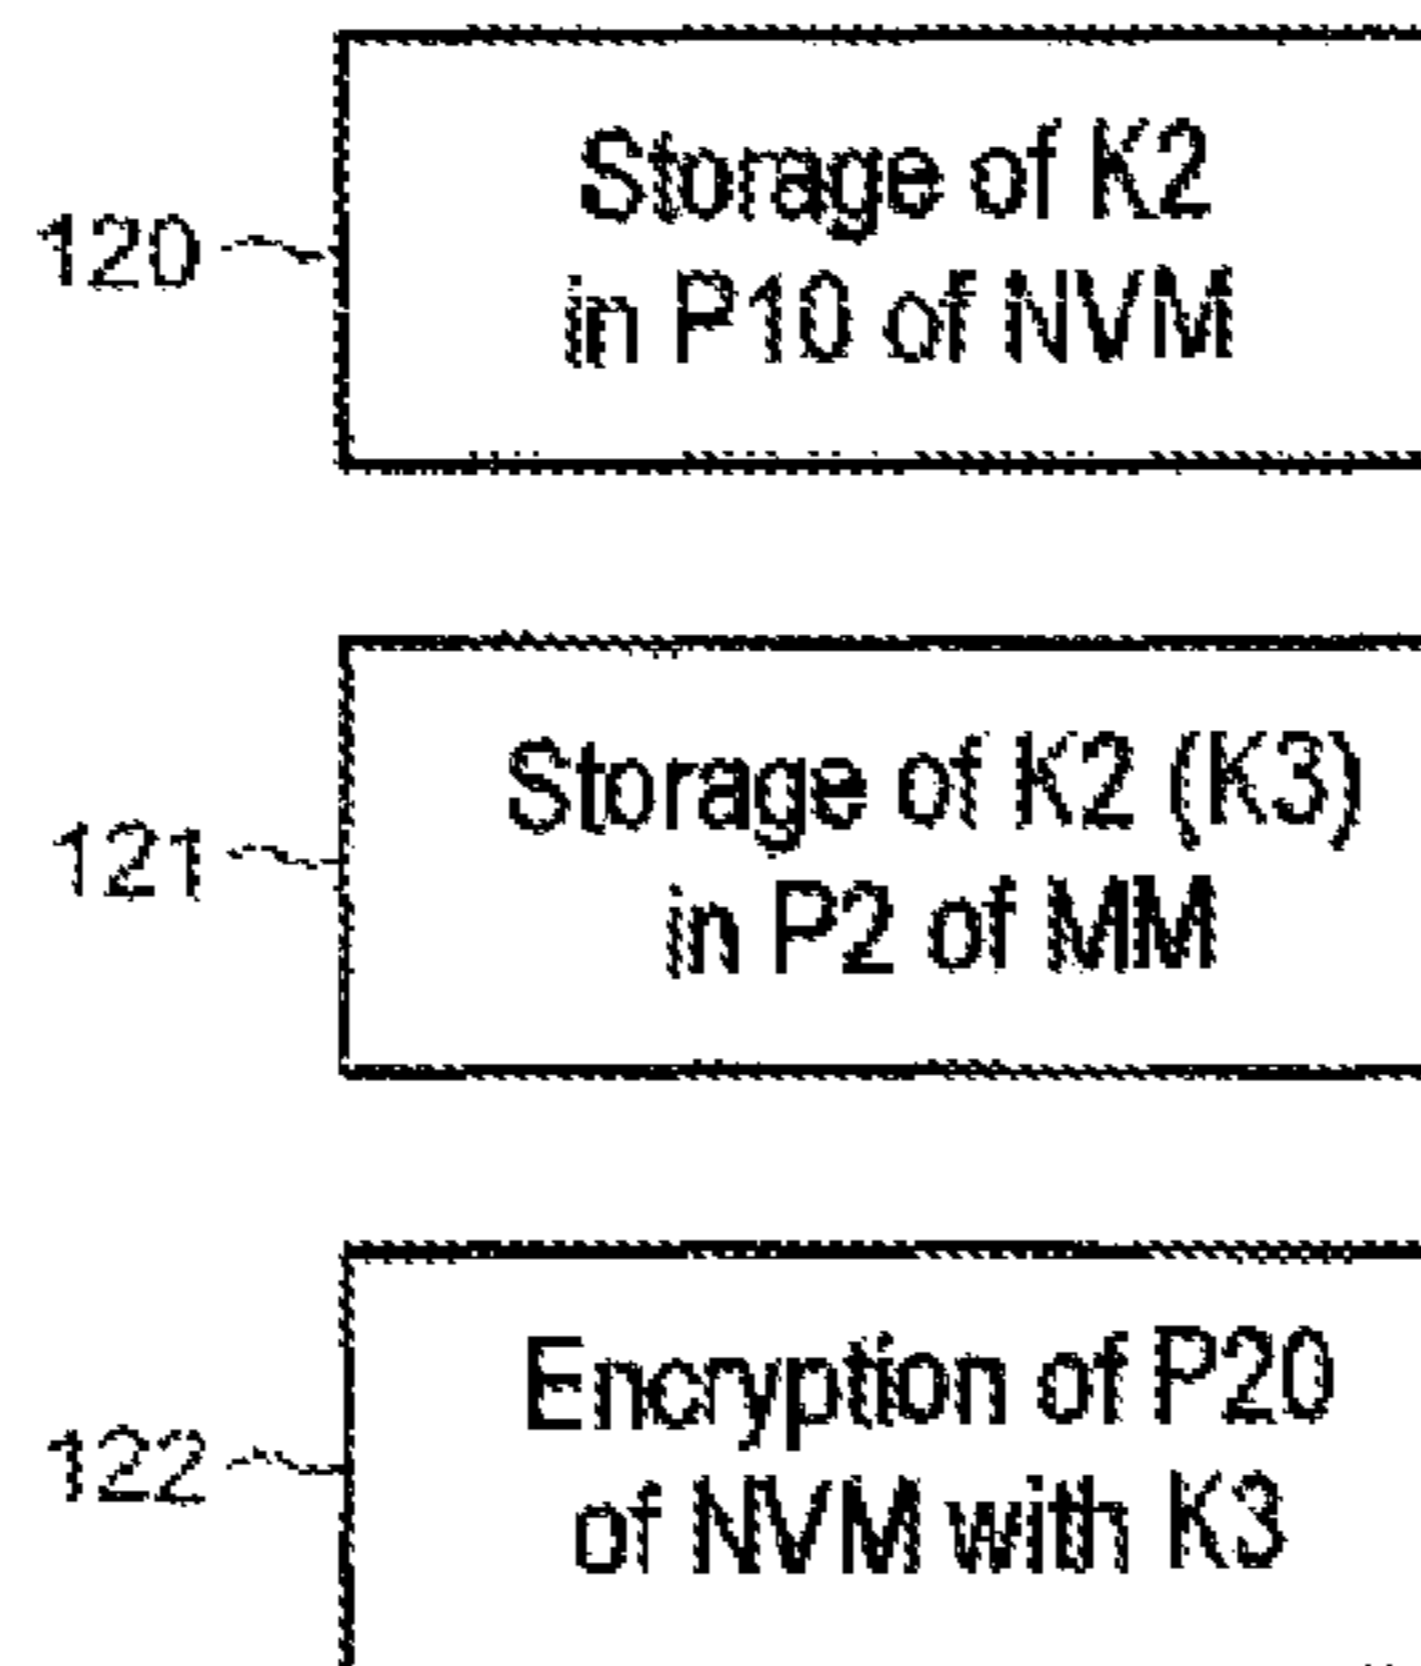 120
Storage of K2
in P10 of NVM
121
Storage of K2 (K3)
in P2 of MM
122
Encryption of P20
of NVM with K3